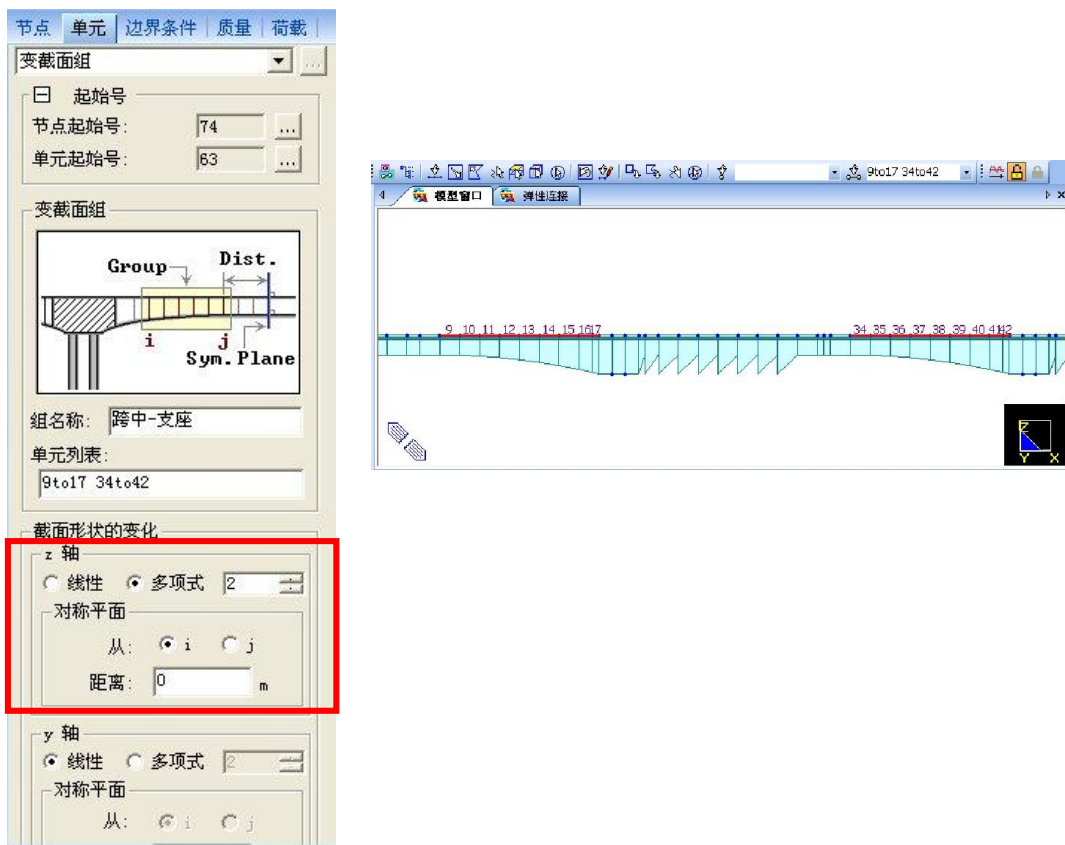 节点 单元 边界条件 质量 荷载
变截面组 ...
起始号
节点起始号: 74 ...
单元起始号: 63 ...
变截面组
Group Dist.
i j
Sym.Plane
组名称: 跨中-支座
单元列表:
9to17 34to42
截面形状的变化
z 轴
线性 多项式 2
对称平面
从: i j
距离: 0 m
y 轴
线性 多项式 2
对称平面
从: i j
9to17 34to42
模型窗口 弹性连接
9 10 11 12 13 14 15 16 17 34 35 36 37 38 39 40 41 42
Z
Y X